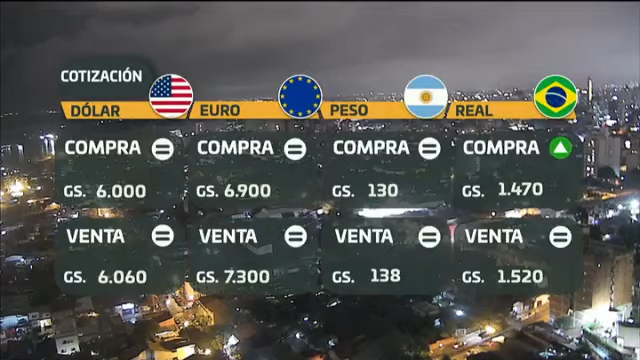 COTIZACIÓN
DÓLAR EURO PESO REAL
COMPRA COMPRA COMPRA COMPRA
GS. 6.000 GS. 6.900 GS. 130 GS. 1.470
VENTA VENTA VENTA VENTA
GS. 6.060 GS. 7.300 GS. 138 GS. 1.520